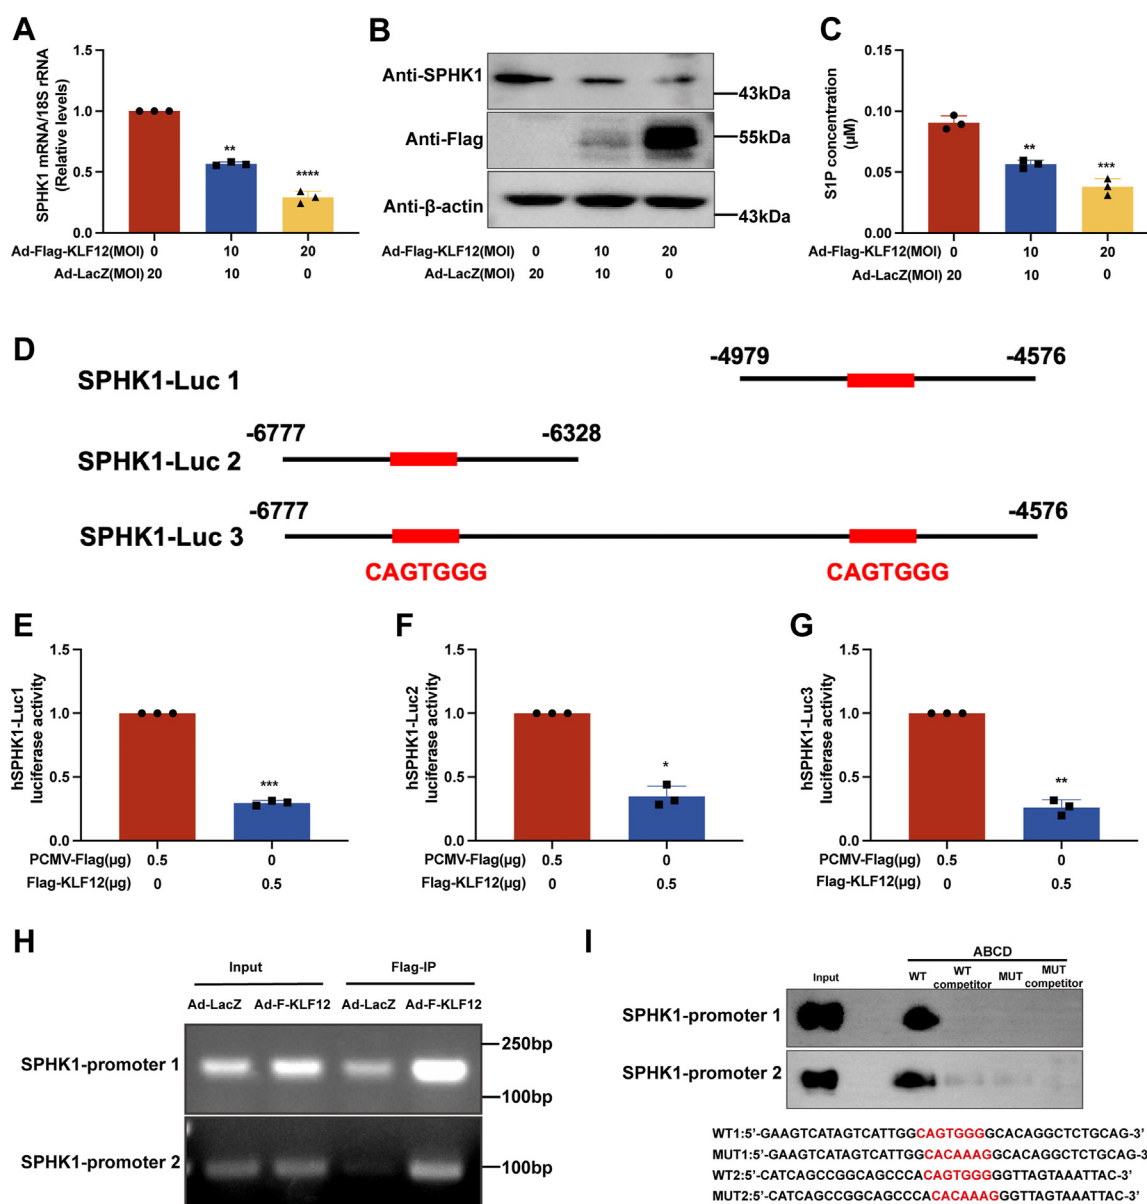 A
SPHK1 mRNA/18S rRNA
(Relative levels)
1.5
1.0
0.5
0.0
**
****
Ad-Flag-KLF12(MOI) 0 10 20
Ad-LacZ(MOI) 20 10 0
B
Anti-SPHK1
43kDa
Anti-Flag
55kDa
Anti-β-actin
43kDa
Ad-Flag-KLF12(MOI) 0 10 20
Ad-LacZ(MOI) 20 10 0
C
S1P concentration
(μM)
0.15
0.10
0.05
0.00
**
***
Ad-Flag-KLF12(MOI) 0 10 20
Ad-LacZ(MOI) 20 10 0
D
-4979 -4576
SPHK1-Luc 1
-6777 -6328
SPHK1-Luc 2
-6777 -4576
SPHK1-Luc 3
CAGTGGG CAGTGGG
E
hSPHK1-Luc1
luciferase activity
1.5
1.0
0.5
0.0
***
PCMV-Flag(μg) 0.5 0
Flag-KLF12(μg) 0 0.5
F
hSPHK1-Luc2
luciferase activity
1.5
1.0
0.5
0.0
*
PCMV-Flag(μg) 0.5 0
Flag-KLF12(μg) 0 0.5
G
hSPHK1-Luc3
luciferase activity
1.5
1.0
0.5
0.0
**
PCMV-Flag(μg) 0.5 0
Flag-KLF12(μg) 0 0.5
H
Input Flag-IP
Ad-LacZ Ad-F-KLF12 Ad-LacZ Ad-F-KLF12
SPHK1-promoter 1
250bp
100bp
SPHK1-promoter 2
100bp
I
ABCD
Input WT WT competitor MUT MUT competitor
SPHK1-promoter 1
SPHK1-promoter 2
WT1:5’-GAAGTCATAGTCATTGGCAGTGGGGCACAGGCTCTGCAG-3’
MUT1:5’-GAAGTCATAGTCATTGGCACAAAGGCACAGGCTCTGCAG-3’
WT2:5’-CATCAGCCGGCAGCCCACAGTGGGGGTTAGTAAATTAC-3’
MUT2:5’-CATCAGCCGGCAGCCCACACAAAGGGTTAGTAAATTAC-3’